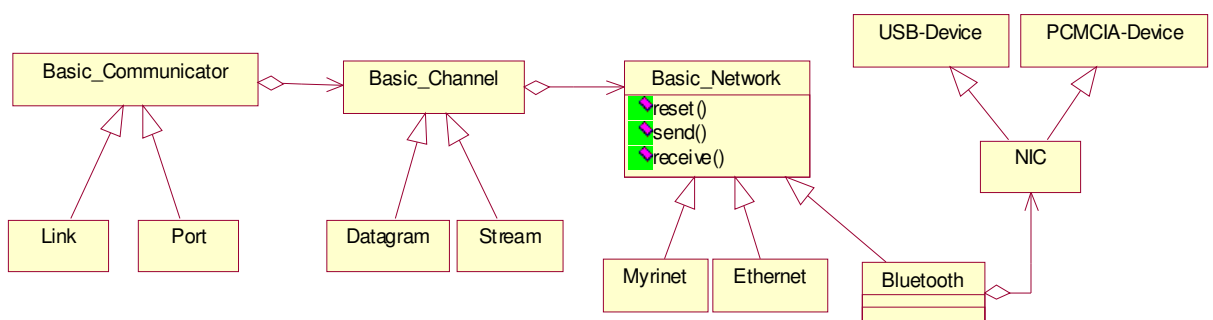 USB-Device
PCMCIA-Device
Basic_Communicator
Basic_Channel
Basic_Network
reset()
send()
receive()
NIC
Link
Port
Datagram
Stream
Myrinet
Ethernet
Bluetooth